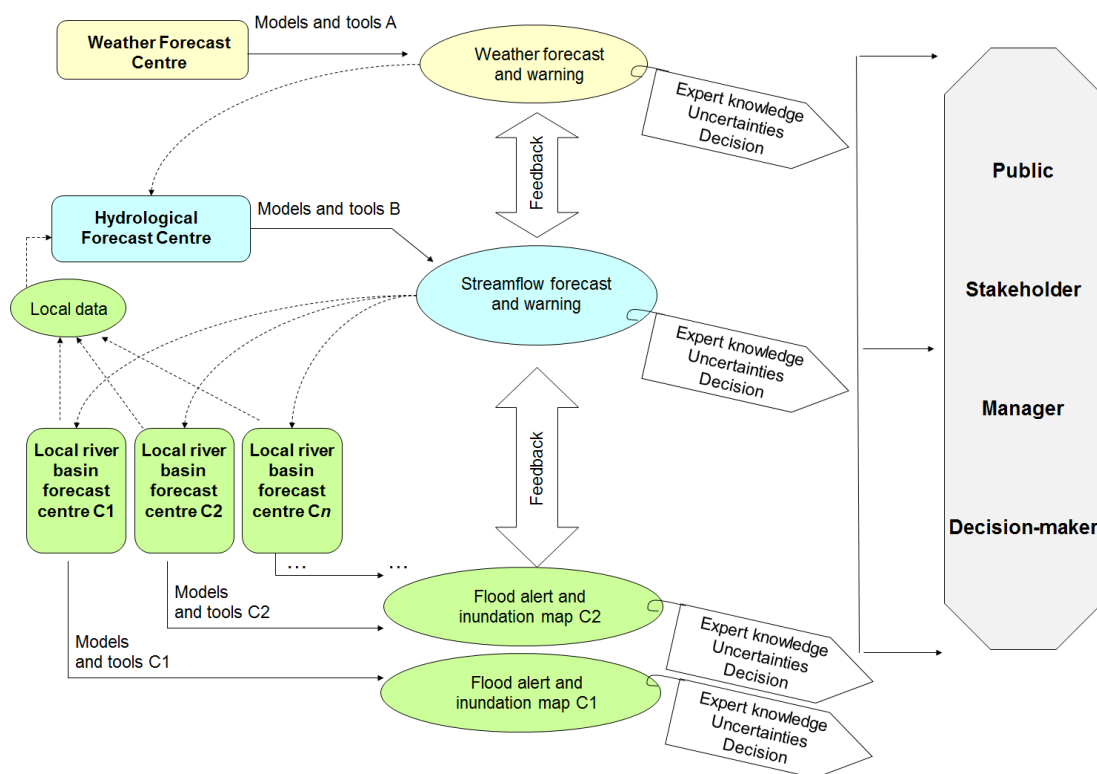 Models and tools A
Weather Forecast
Centre
Weather forecast
and warning
Expert knowledge
Uncertainties
Decision
Feedback
Public
Hydrological
Forecast Centre
Models and tools B
Streamflow forecast
and warning
Local data
Expert knowledge
Uncertainties
Decision
Stakeholder
Manager
Decision-maker
Local river
basin
forecast
centre C1
Local river
basin
forecast
centre C2
Local river
basin
forecast
centre Cn
Feedback
...
...
Models
and tools C2
Flood alert and
inundation map C2
Expert knowledge
Uncertainties
Decision
Models
and tools C1
Flood alert and
inundation map C1
Expert knowledge
Uncertainties
Decision